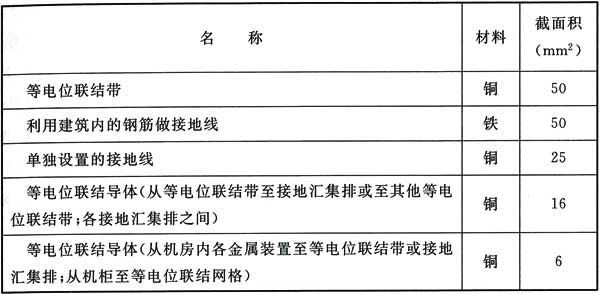 名 称 材料 截面积
(mm²)
等电位联结带 铜 50
利用建筑内的钢筋做接地线 铁 50
单独设置的接地线 铜 25
等电位联结导体(从等电位联结带至接地汇集排或至其他等电
位联结带;各接地汇集排之间) 铜 16
等电位联结导体(从机房内各金属装置至等电位联结带或接地
汇集排;从机柜至等电位联结网格) 铜 6